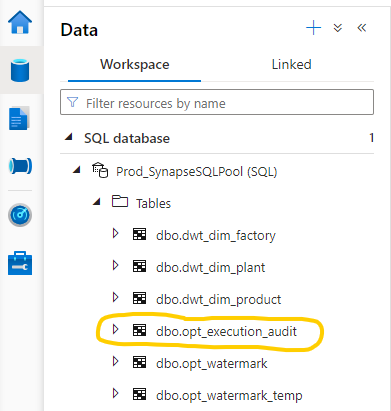 Data
Workspace Linked
Filter resources by name
SQL database 1
Prod_SynapseSQLPool (SQL)
Tables
dbo.dwt_dim_factory
dbo.dwt_dim_plant
dbo.dwt_dim_product
dbo.opt_execution_audit
dbo.opt_watermark
dbo.opt_watermark_temp